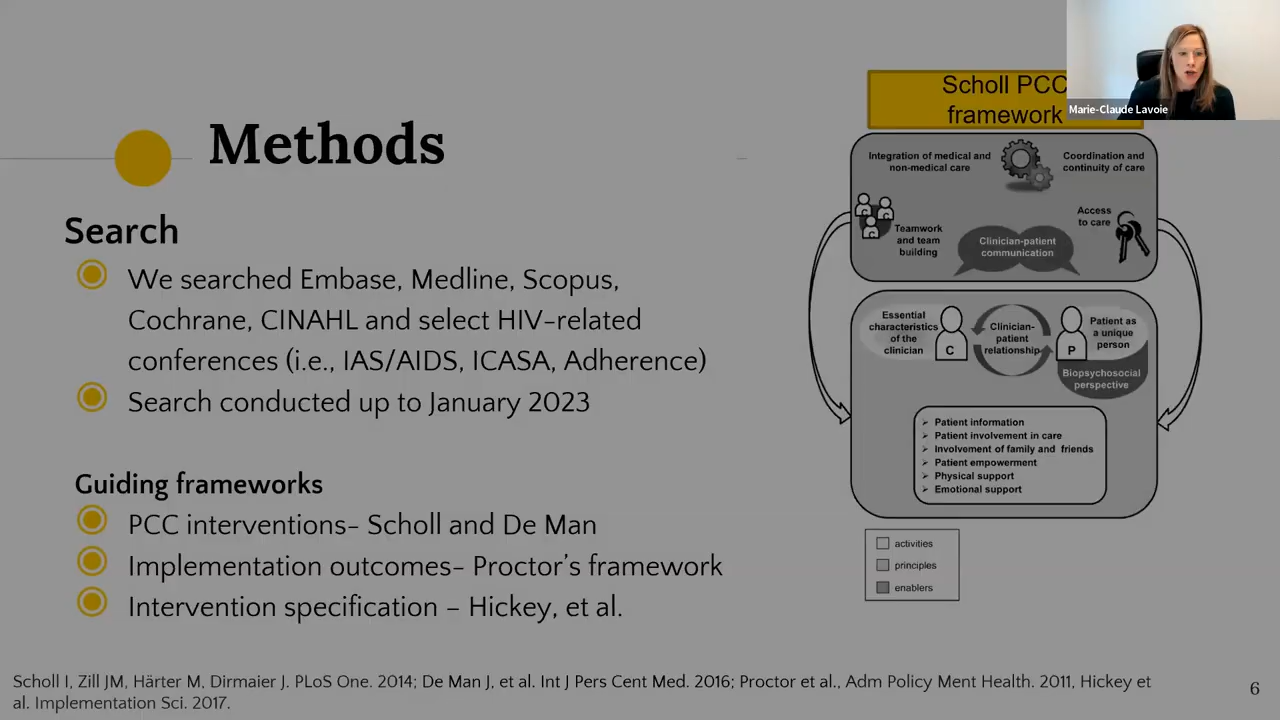 Scholl PCC
framework
Marie-Claude Lavoie
Methods
Search
We searched Embase, Medline, Scopus,
Cochrane, CINAHL and select HIV-related
conferences (i.e., IAS/AIDS, ICASA, Adherence)
Search conducted up to January 2023
Guiding frameworks
PCC interventions- Scholl and De Man
Implementation outcomes- Proctor's framework
Intervention specification – Hickey, et al.
Integration of medical and
non-medical care
Coordination and
continuity of care
C
C
C
Teamwork
and team
building
Clinician-patient
communication
Access
to care
Essential
characteristics
of the
clinician
C
Clinician-
patient
relationship
P
Patient as
a unique
person
Biopsychosocial
perspective
Patient information
Patient involvement in care
Involvement of family and friends
Patient empowerment
Physical support
Emotional support
activities
principles
enablers
Scholl I, Zill JM, Härter M, Dirmaier J. PLoS One. 2014; De Man J, et al. Int J Pers Cent Med. 2016; Proctor et al., Adm Policy Ment Health. 2011, Hickey et
al. Implementation Sci. 2017.
6